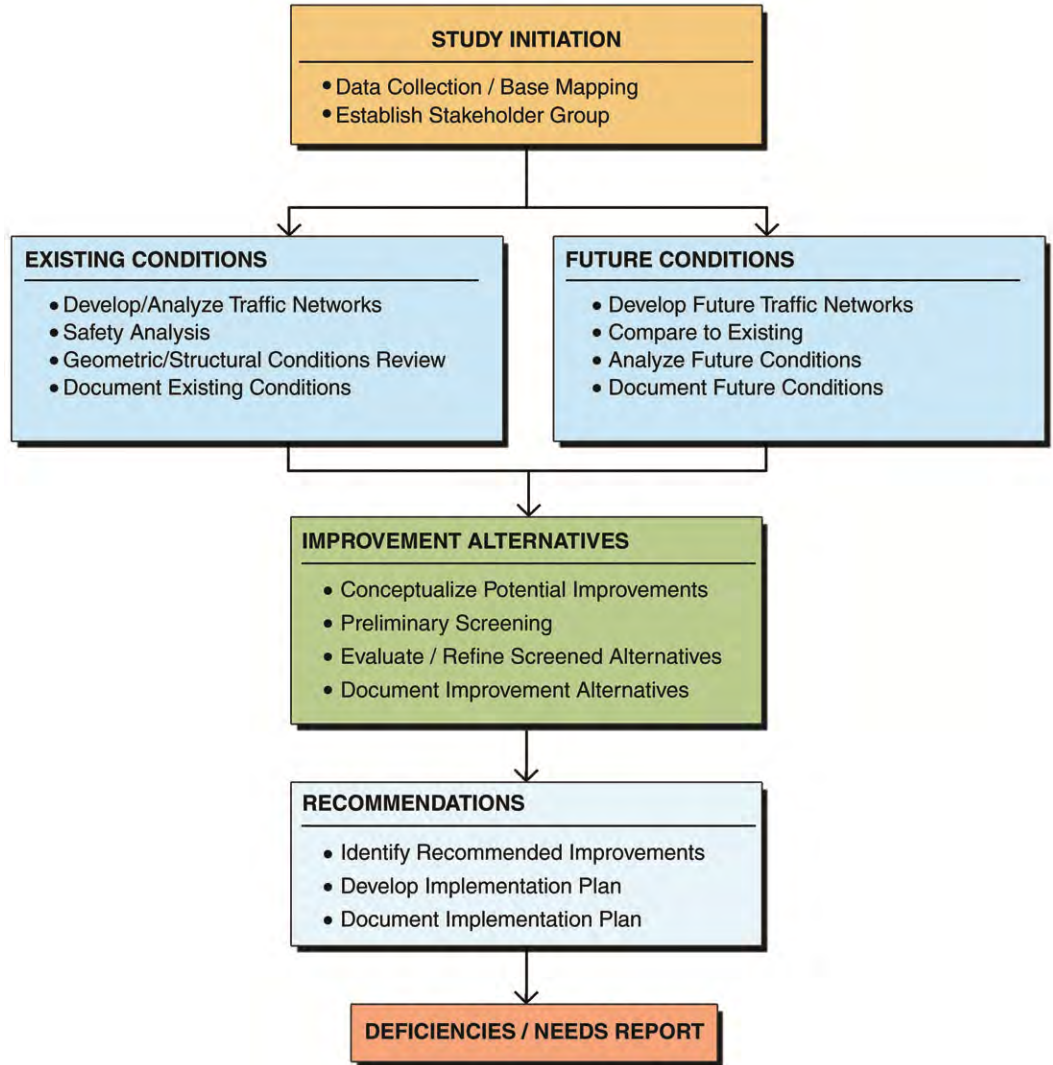 STUDY INITIATION
• Data Collection / Base Mapping
• Establish Stakeholder Group
EXISTING CONDITIONS
• Develop/Analyze Traffic Networks
• Safety Analysis
• Geometric/Structural Conditions Review
• Document Existing Conditions
FUTURE CONDITIONS
• Develop Future Traffic Networks
• Compare to Existing
• Analyze Future Conditions
• Document Future Conditions
IMPROVEMENT ALTERNATIVES
• Conceptualize Potential Improvements
• Preliminary Screening
• Evaluate / Refine Screened Alternatives
• Document Improvement Alternatives
RECOMMENDATIONS
• Identify Recommended Improvements
• Develop Implementation Plan
• Document Implementation Plan
DEFICIENCIES / NEEDS REPORT